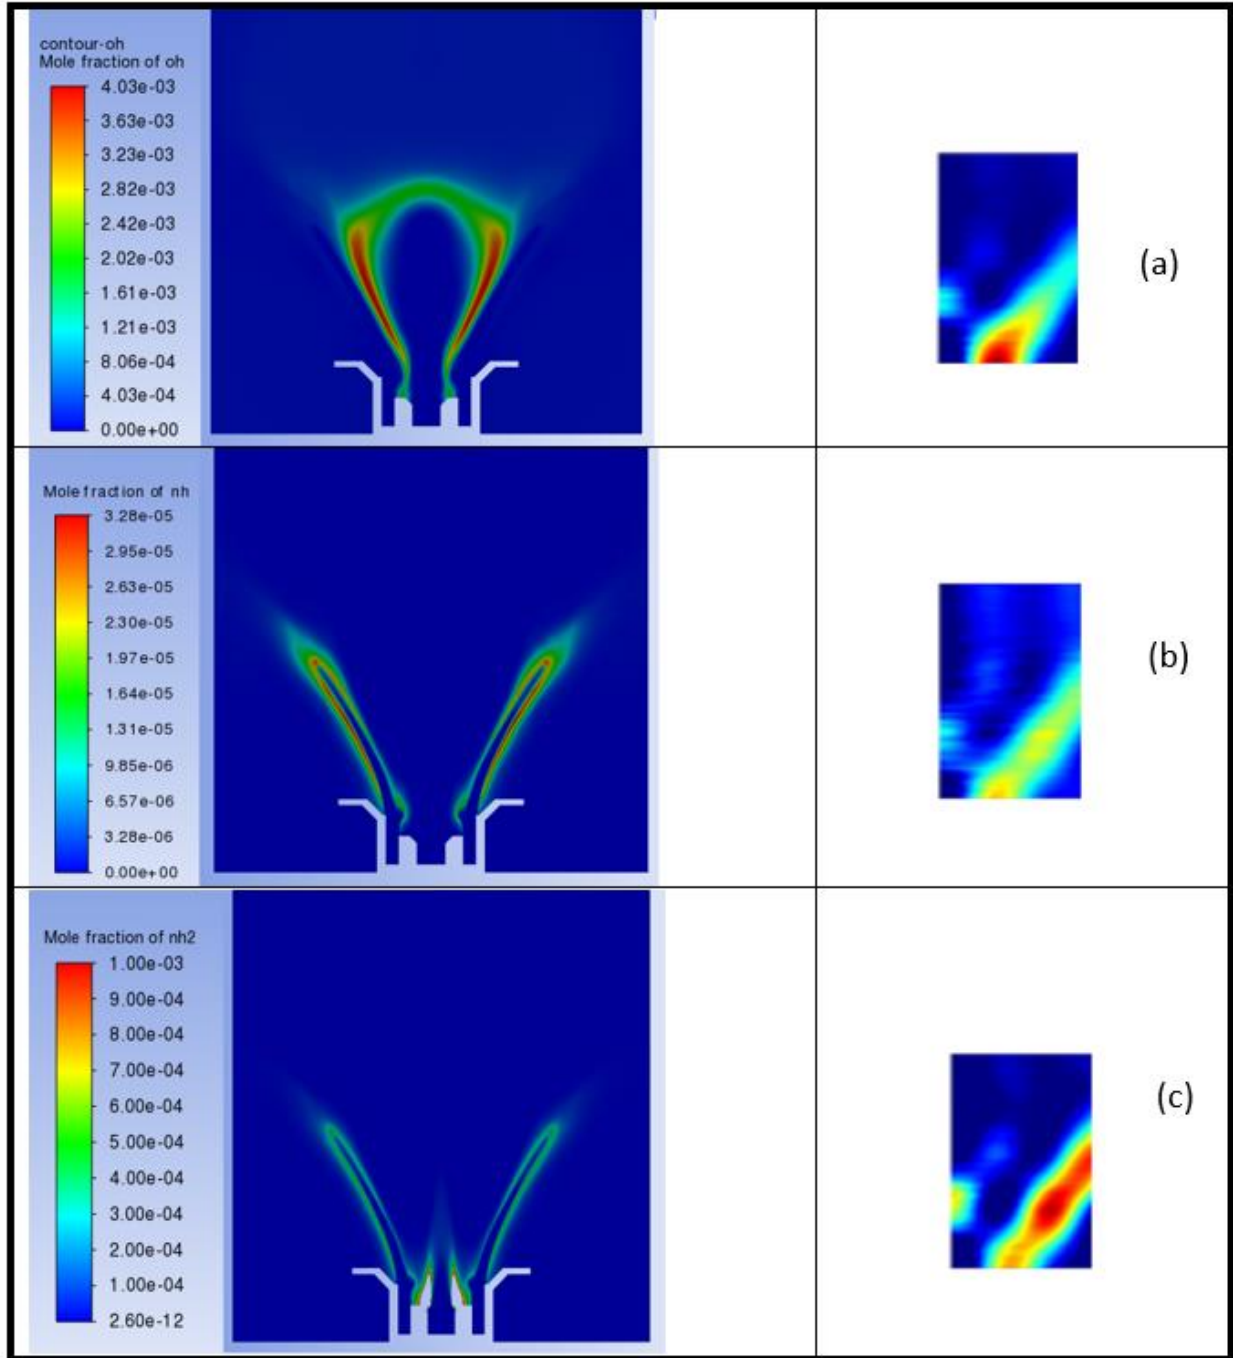 contour-oh
Mole fraction of oh
4.03e-03
3.63e-03
3.23e-03
2.82e-03
2.42e-03
2.02e-03
1.61e-03
1.21e-03
8.06e-04
4.03e-04
0.00e+00
(a)
Mole fraction of nh
3.28e-05
2.95e-05
2.63e-05
2.30e-05
1.97e-05
1.64e-05
1.31e-05
9.85e-06
6.57e-06
3.28e-06
0.00e+00
(b)
Mole fraction of nh2
1.00e-03
9.00e-04
8.00e-04
7.00e-04
6.00e-04
5.00e-04
4.00e-04
3.00e-04
2.00e-04
1.00e-04
2.60e-12
(c)